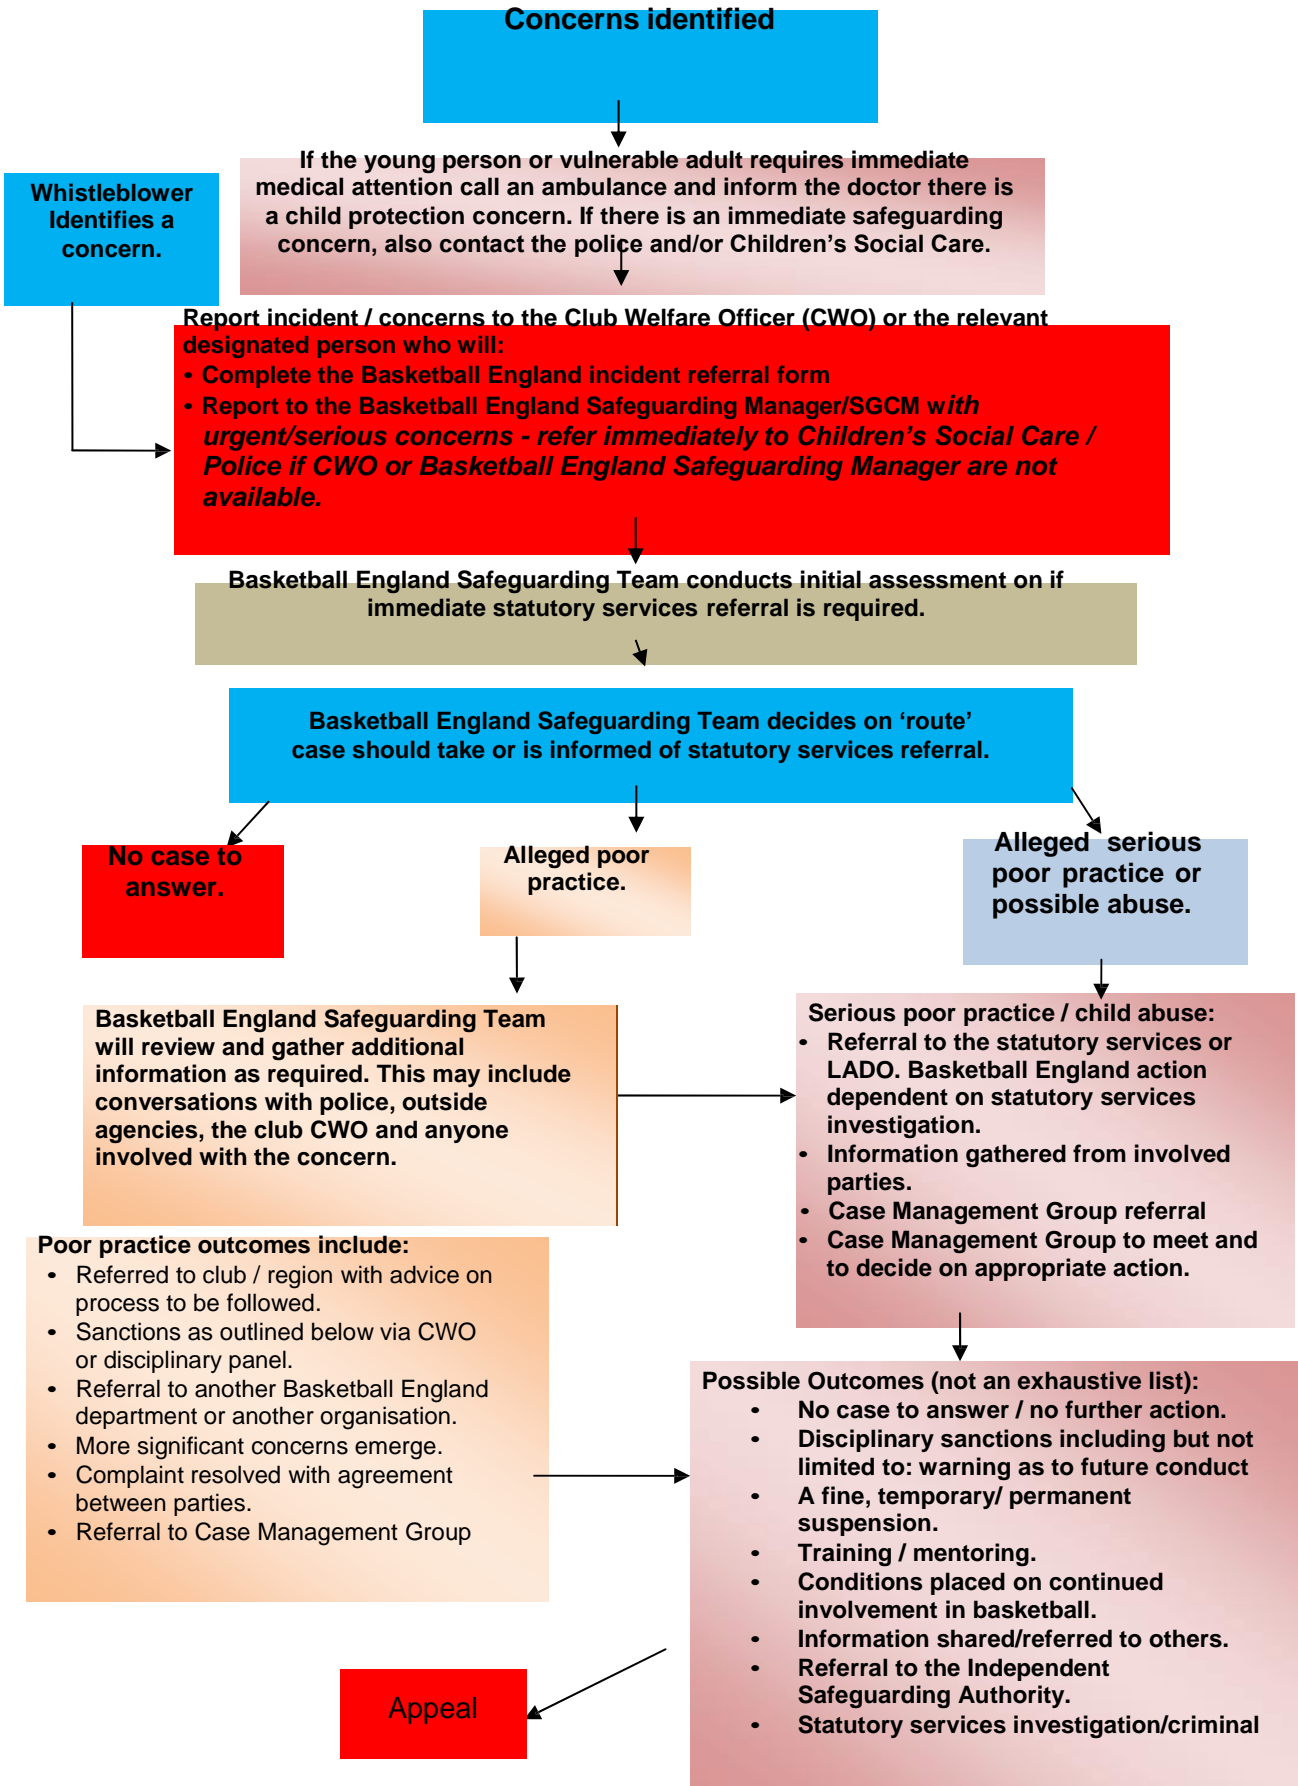 Concerns identified
If the young person or vulnerable adult requires immediate
medical attention call an ambulance and inform the doctor there is
a child protection concern. If there is an immediate safeguarding
concern, also contact the police and/or Children’s Social Care.
Whistleblower
Identifies a
concern.
Report incident / concerns to the Club Welfare Officer (CWO) or the relevant
designated person who will:
• Complete the Basketball England incident referral form
• Report to the Basketball England Safeguarding Manager/SGCM with
urgent/serious concerns - refer immediately to Children’s Social Care /
Police if CWO or Basketball England Safeguarding Manager are not
available.
Basketball England Safeguarding Team conducts initial assessment on if
immediate statutory services referral is required.
Basketball England Safeguarding Team decides on ‘route’
case should take or is informed of statutory services referral.
No case to
answer.
Alleged poor
practice.
Alleged serious
poor practice or
possible abuse.
Basketball England Safeguarding Team
will review and gather additional
information as required. This may include
conversations with police, outside
agencies, the club CWO and anyone
involved with the concern.
Serious poor practice / child abuse:
• Referral to the statutory services or
LADO. Basketball England action
dependent on statutory services
investigation.
• Information gathered from involved
parties.
• Case Management Group referral
• Case Management Group to meet and
to decide on appropriate action.
Poor practice outcomes include:
• Referred to club / region with advice on
process to be followed.
• Sanctions as outlined below via CWO
or disciplinary panel.
• Referral to another Basketball England
department or another organisation.
• More significant concerns emerge.
• Complaint resolved with agreement
between parties.
• Referral to Case Management Group
Possible Outcomes (not an exhaustive list):
• No case to answer / no further action.
• Disciplinary sanctions including but not
limited to: warning as to future conduct
• A fine, temporary/ permanent
suspension.
• Training / mentoring.
• Conditions placed on continued
involvement in basketball.
• Information shared/referred to others.
• Referral to the Independent
Safeguarding Authority.
• Statutory services investigation/criminal
Appeal